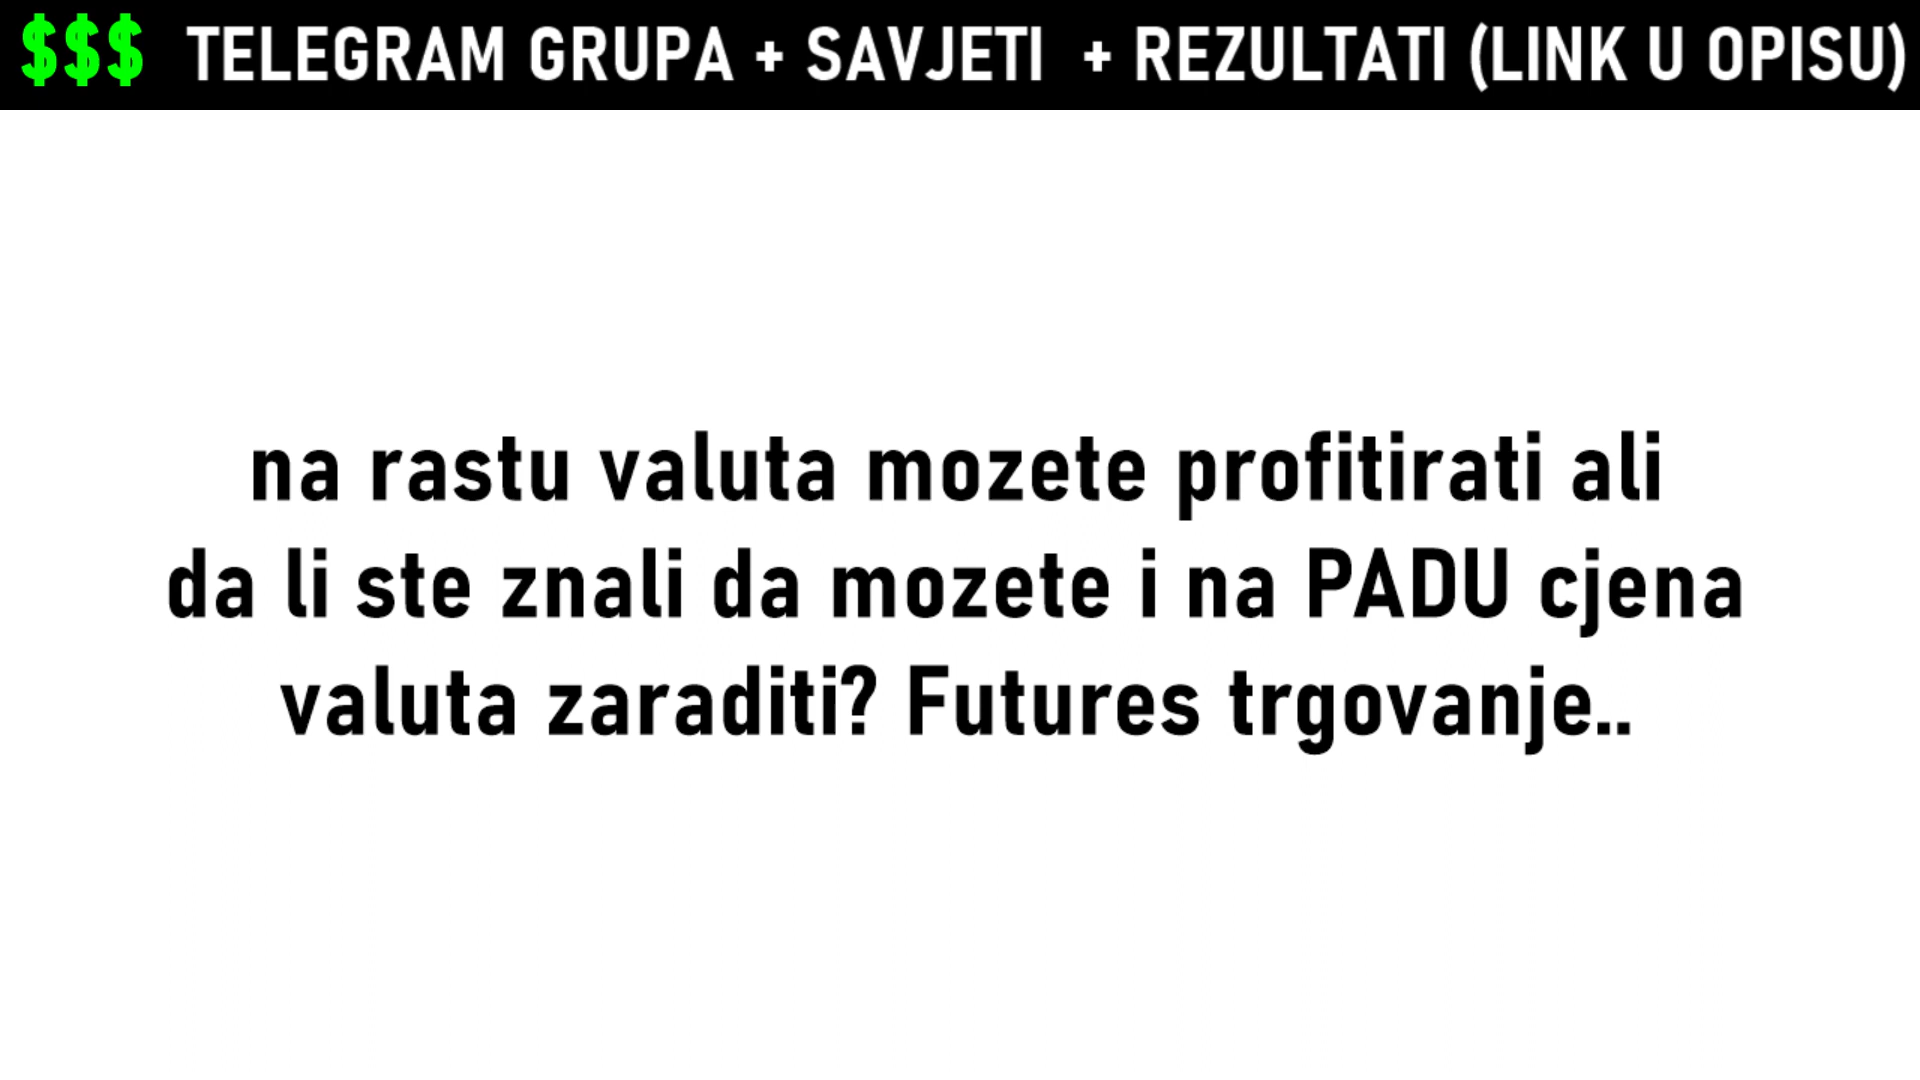 $$$ TELEGRAM GRUPA + SAVJETI + REZULTATI (LINK U OPISU)
na rastu valuta mozete profitirati ali
da li ste znali da mozete i na PADU cjena
valuta zaraditi? Futures trgovanje..